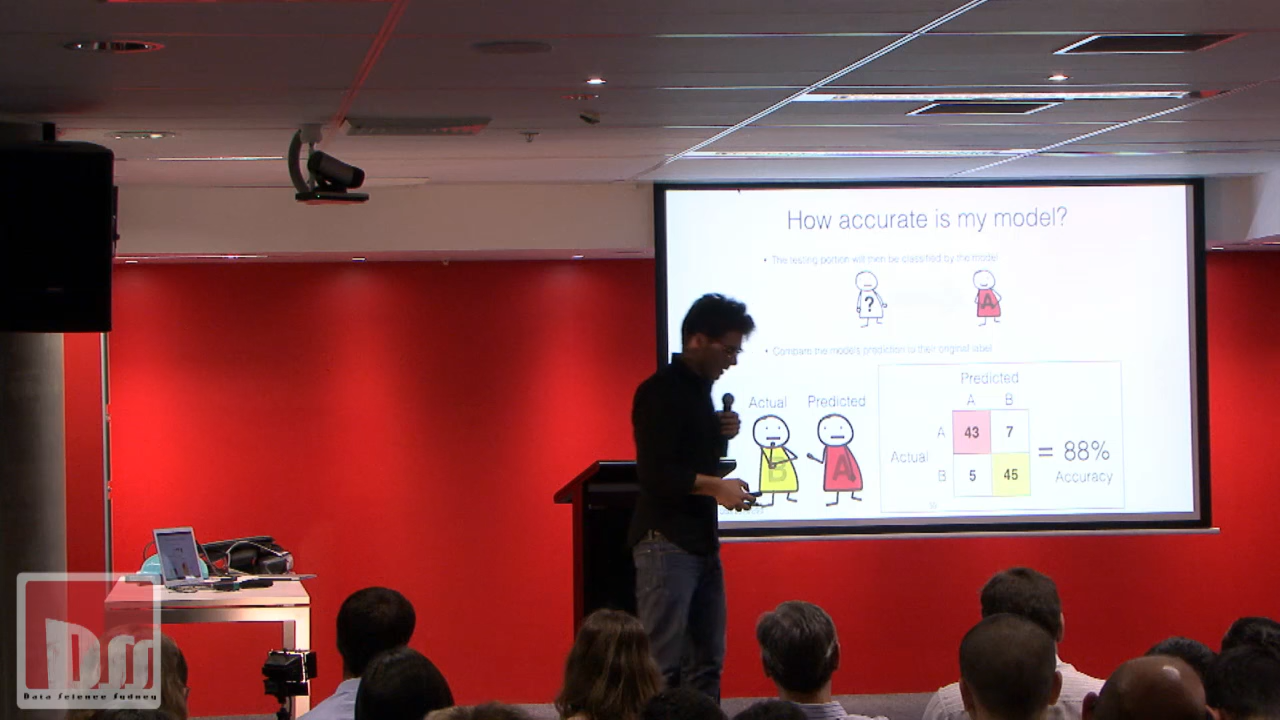 How accurate is my model?
• The testing portion will then be classified by the model
?
A
• Compare the model's prediction to their original label
Actual Predicted
B
A
Predicted
A B
A 43 7
Actual
B 5 45
= 88%
Accuracy
DSS
Data Science Sydney